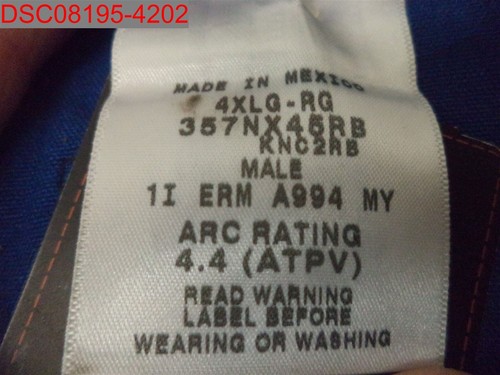 DSC08195-4202
MADE IN MEXICO
4XLG-RG
357NX45RB
KNC2RB
MALE
1I ERM A994 MY
ARC RATING
4.4 (ATPV)
READ WARNING
LABEL BEFORE
WEARING OR WASHING